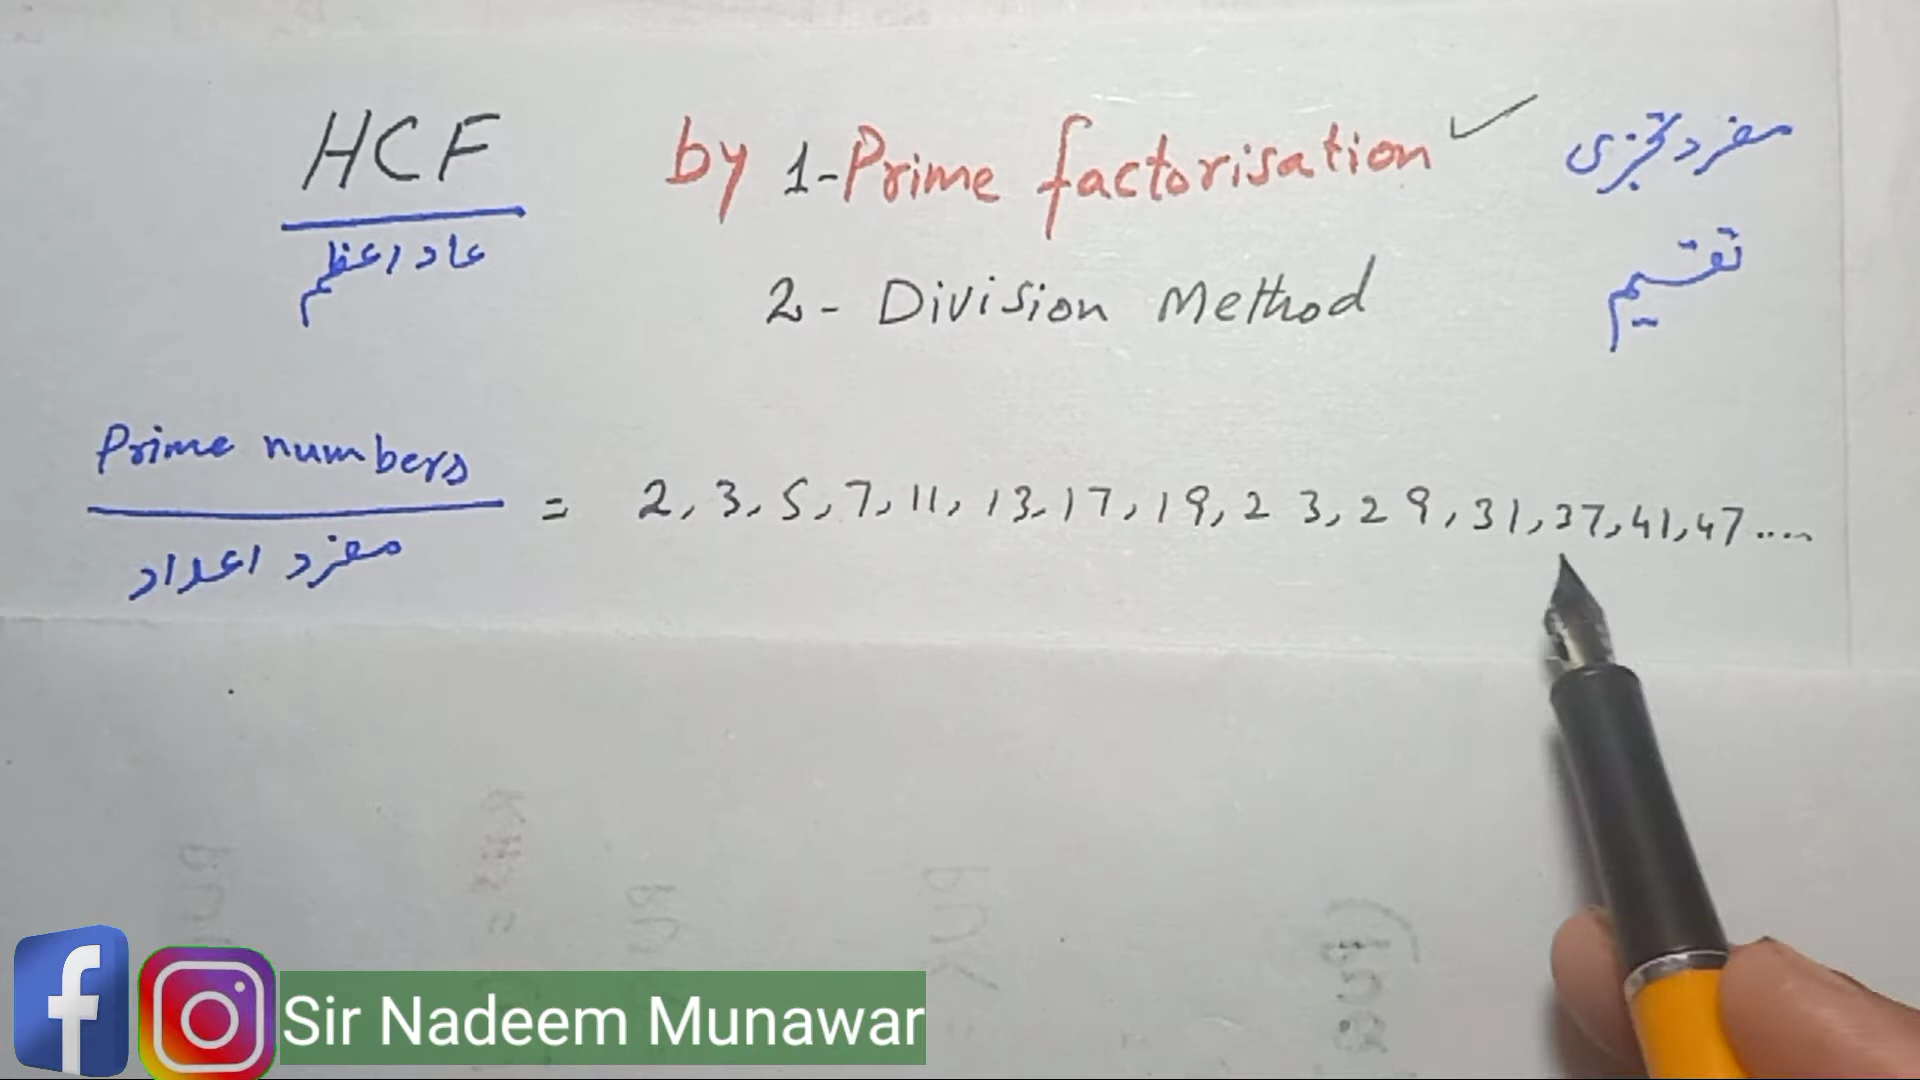 HCF
عاد اعظم
by 1-Prime factorisation ✓ مفرد تجزی
2- Division Method تقسیم
Prime numbers = 2, 3, 5, 7, 11, 13, 17, 19, 23, 29, 31, 37, 41, 47....
مفرد اعداد
Sir Nadeem Munawar